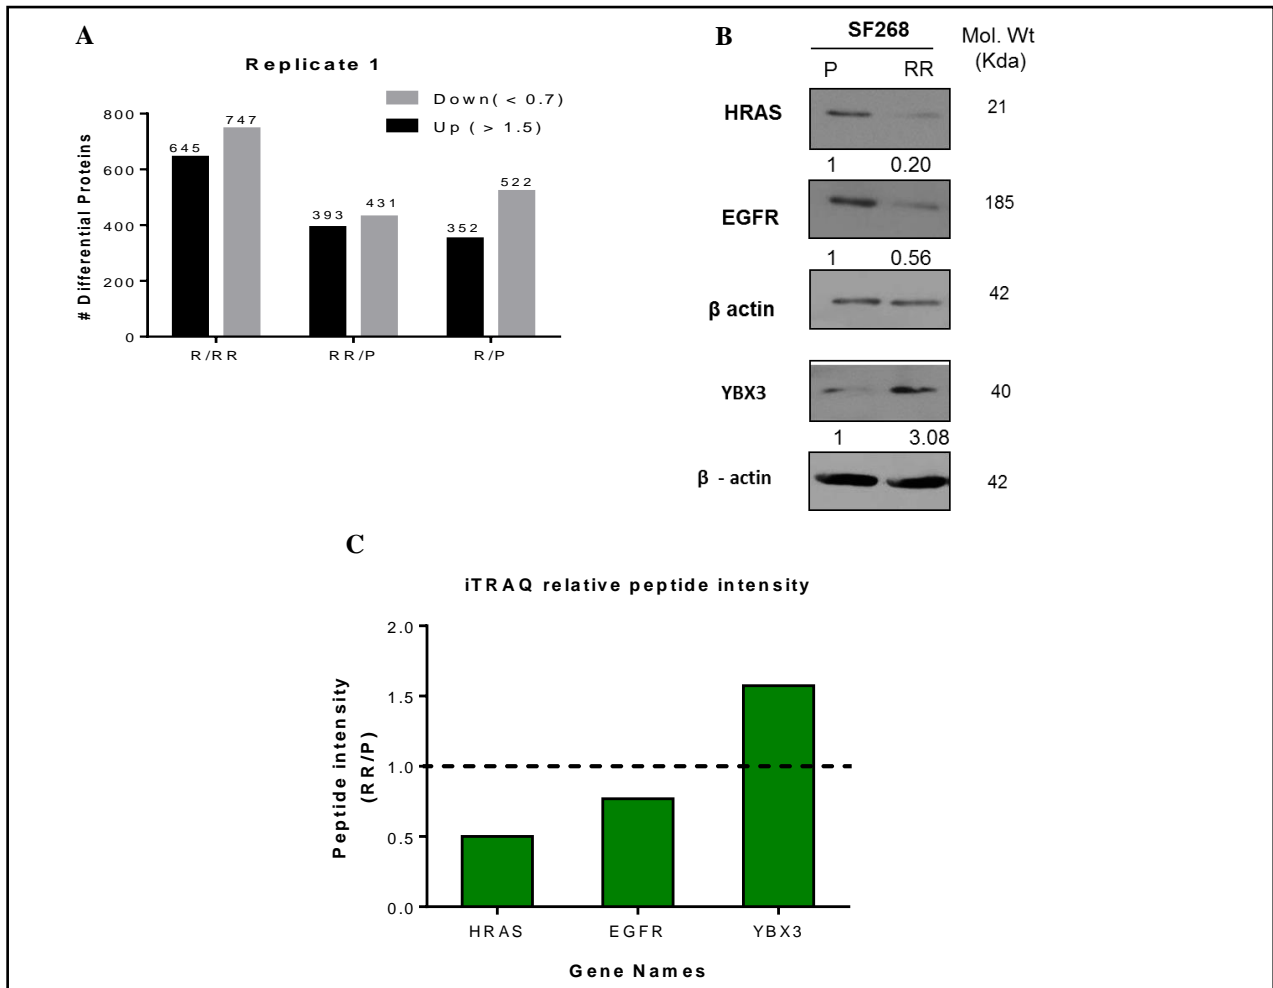 A
Replicate 1
Down( < 0.7)
Up ( > 1.5)
# Differential Proteins
800
600
400
200
0
645
747
393
431
352
522
R/RR
RR/P
R/P
B
SF268
Mol. Wt
(Kda)
P
RR
HRAS
21
1
0.20
EGFR
185
1
0.56
β actin
42
YBX3
40
1
3.08
β - actin
42
C
iTRAQ relative peptide intensity
Peptide intensity
(RR/P)
2.0
1.5
1.0
0.5
0.0
HRAS
EGFR
YBX3
Gene Names